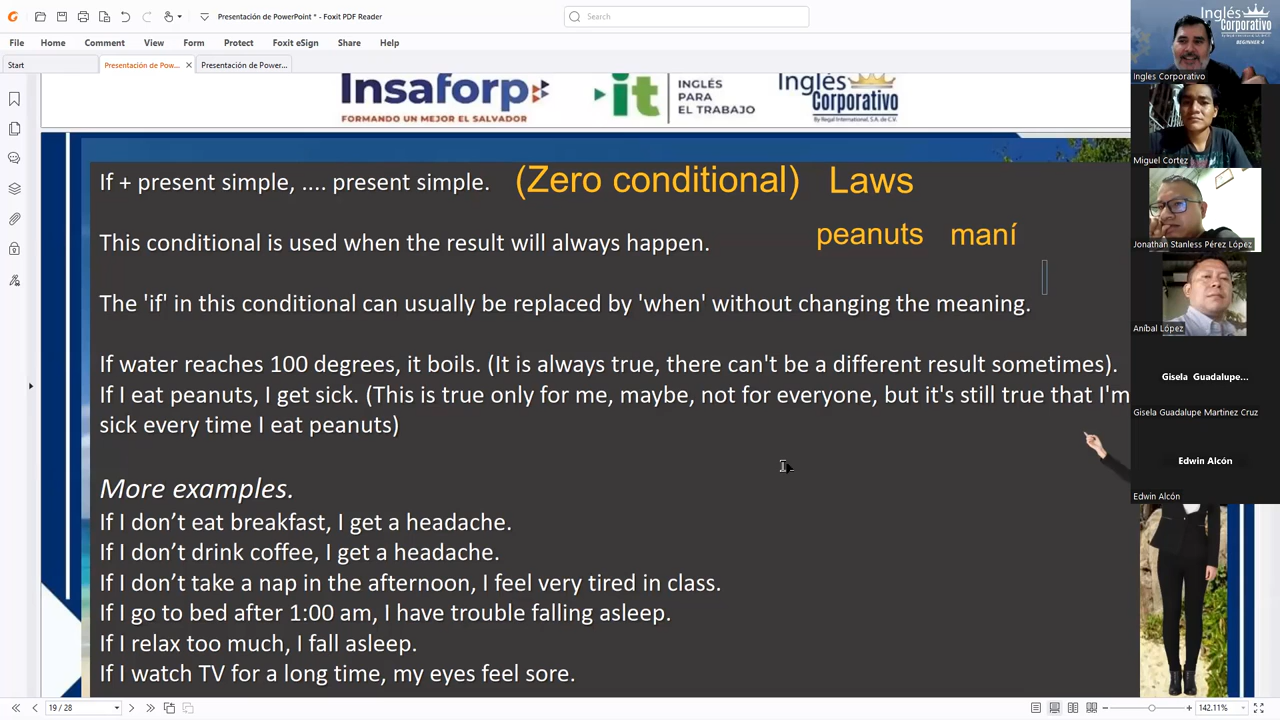 Presentación de PowerPoint * - Foxit PDF Reader
Search
File Home Comment View Form Protect Foxit eSign Share Help
Start Presentación de Pow... Presentación de Power...
Insaforp
FORMANDO UN MEJOR EL SALVADOR
it INGLÉS PARA EL TRABAJO
Inglés Corporativo
By Regal International, S.A. de C.V.
If + present simple, .... present simple. (Zero conditional) Laws
This conditional is used when the result will always happen. peanuts maní
The 'if' in this conditional can usually be replaced by 'when' without changing the meaning.
If water reaches 100 degrees, it boils. (It is always true, there can't be a different result sometimes).
If I eat peanuts, I get sick. (This is true only for me, maybe, not for everyone, but it's still true that I'm
sick every time I eat peanuts)
More examples.
If I don’t eat breakfast, I get a headache.
If I don’t drink coffee, I get a headache.
If I don’t take a nap in the afternoon, I feel very tired in class.
If I go to bed after 1:00 am, I have trouble falling asleep.
If I relax too much, I fall asleep.
If I watch TV for a long time, my eyes feel sore.
19 / 28
142.11%
Inglés Corporativo
By Regal International, S.A. de C.V.
BEGINNER 4
Ingles Corporativo
Miguel Cortez
Jonathan Stanless Pérez López
Aníbal López
Gisela Guadalupe...
Gisela Guadalupe Martinez Cruz
Edwin Alcón
Edwin Alcón